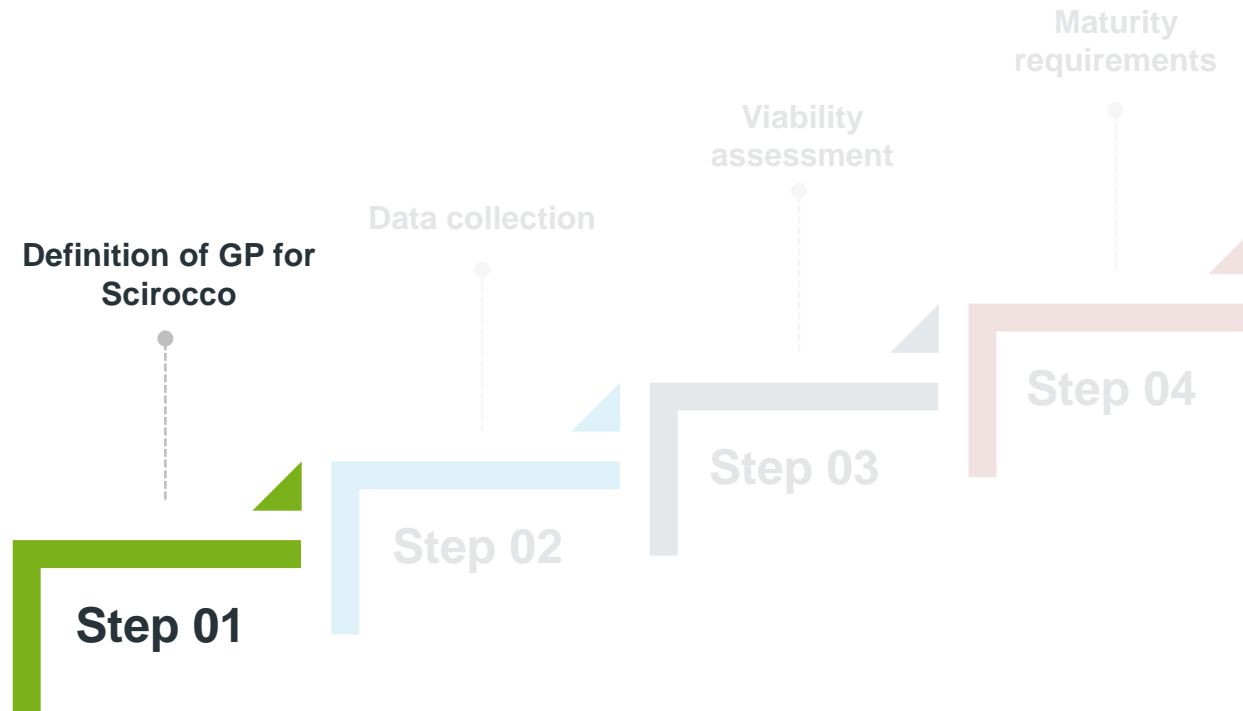 Definition of GP for
Scirocco
Step 01
Data collection
Step 02
Viability
assessment
Step 03
Maturity
requirements
Step 04